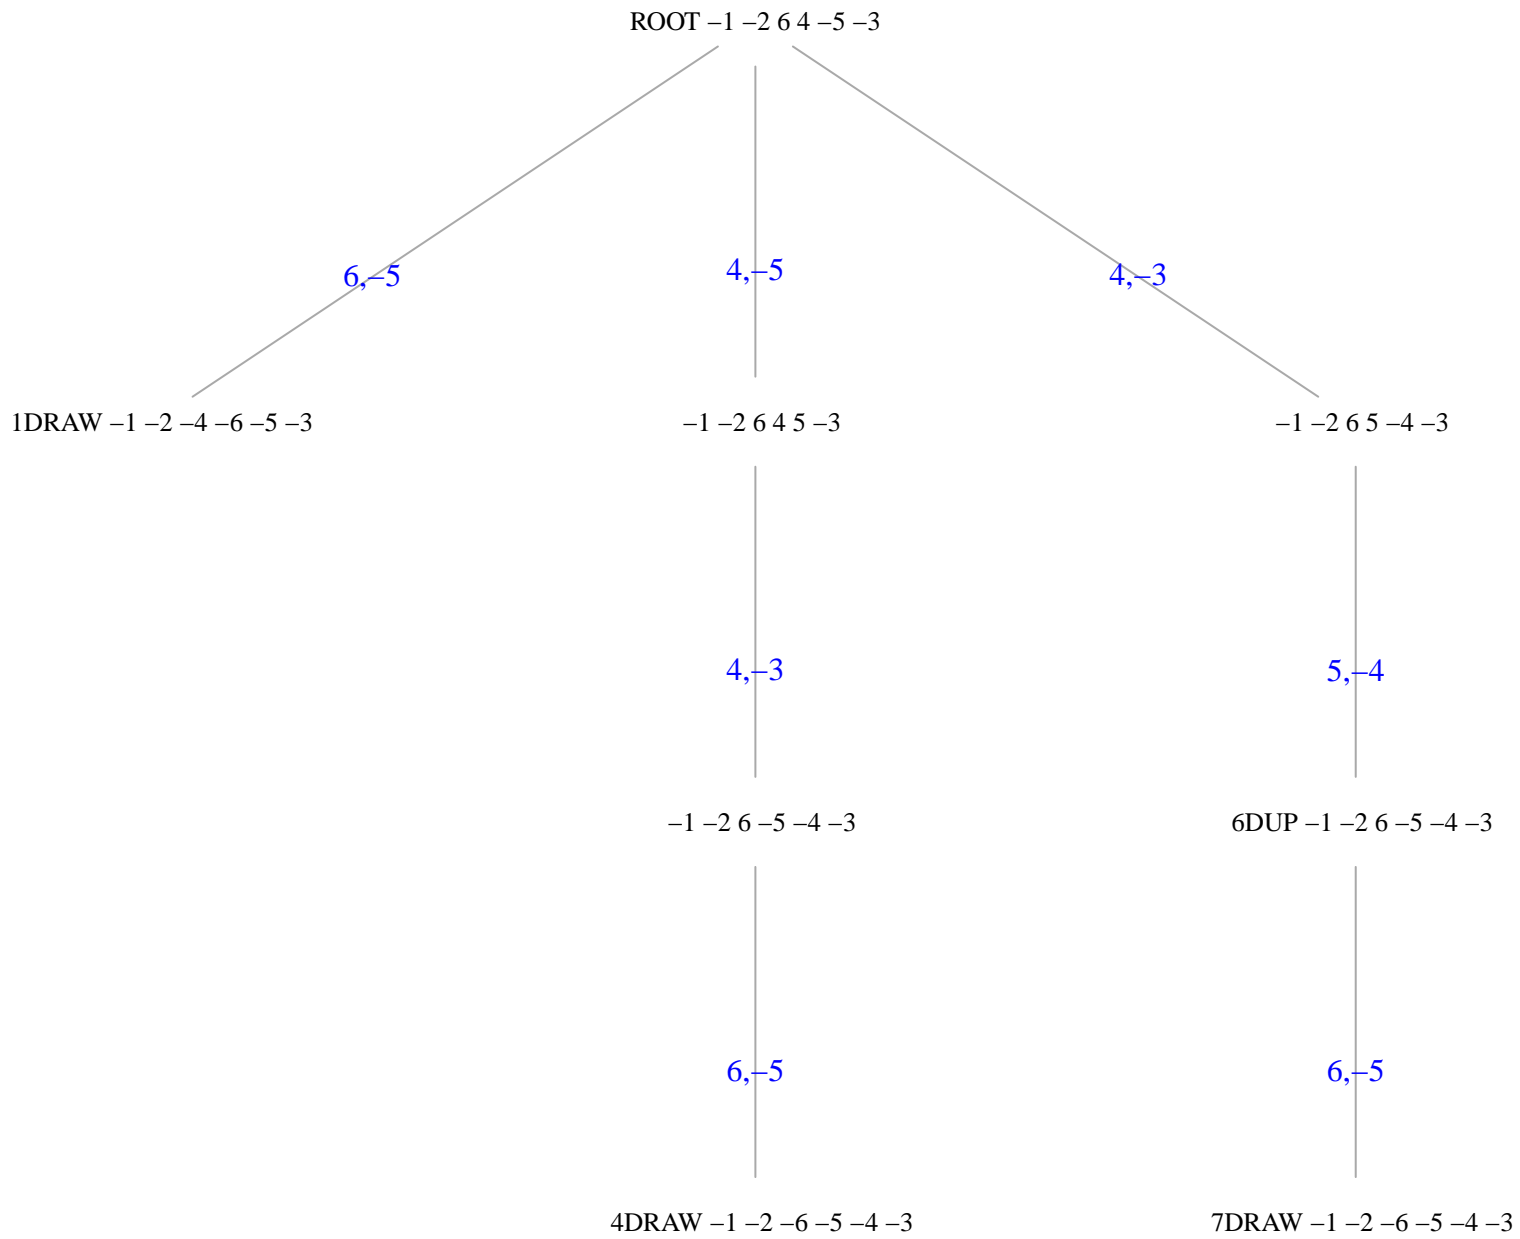 ROOT –1 –2 6 4 –5 –3
6,–5
4,–5
4,–3
1DRAW –1 –2 –4 –6 –5 –3
–1 –2 6 4 5 –3
–1 –2 6 5 –4 –3
4,–3
5,–4
–1 –2 6 –5 –4 –3
6DUP –1 –2 6 –5 –4 –3
6,–5
6,–5
4DRAW –1 –2 –6 –5 –4 –3
7DRAW –1 –2 –6 –5 –4 –3